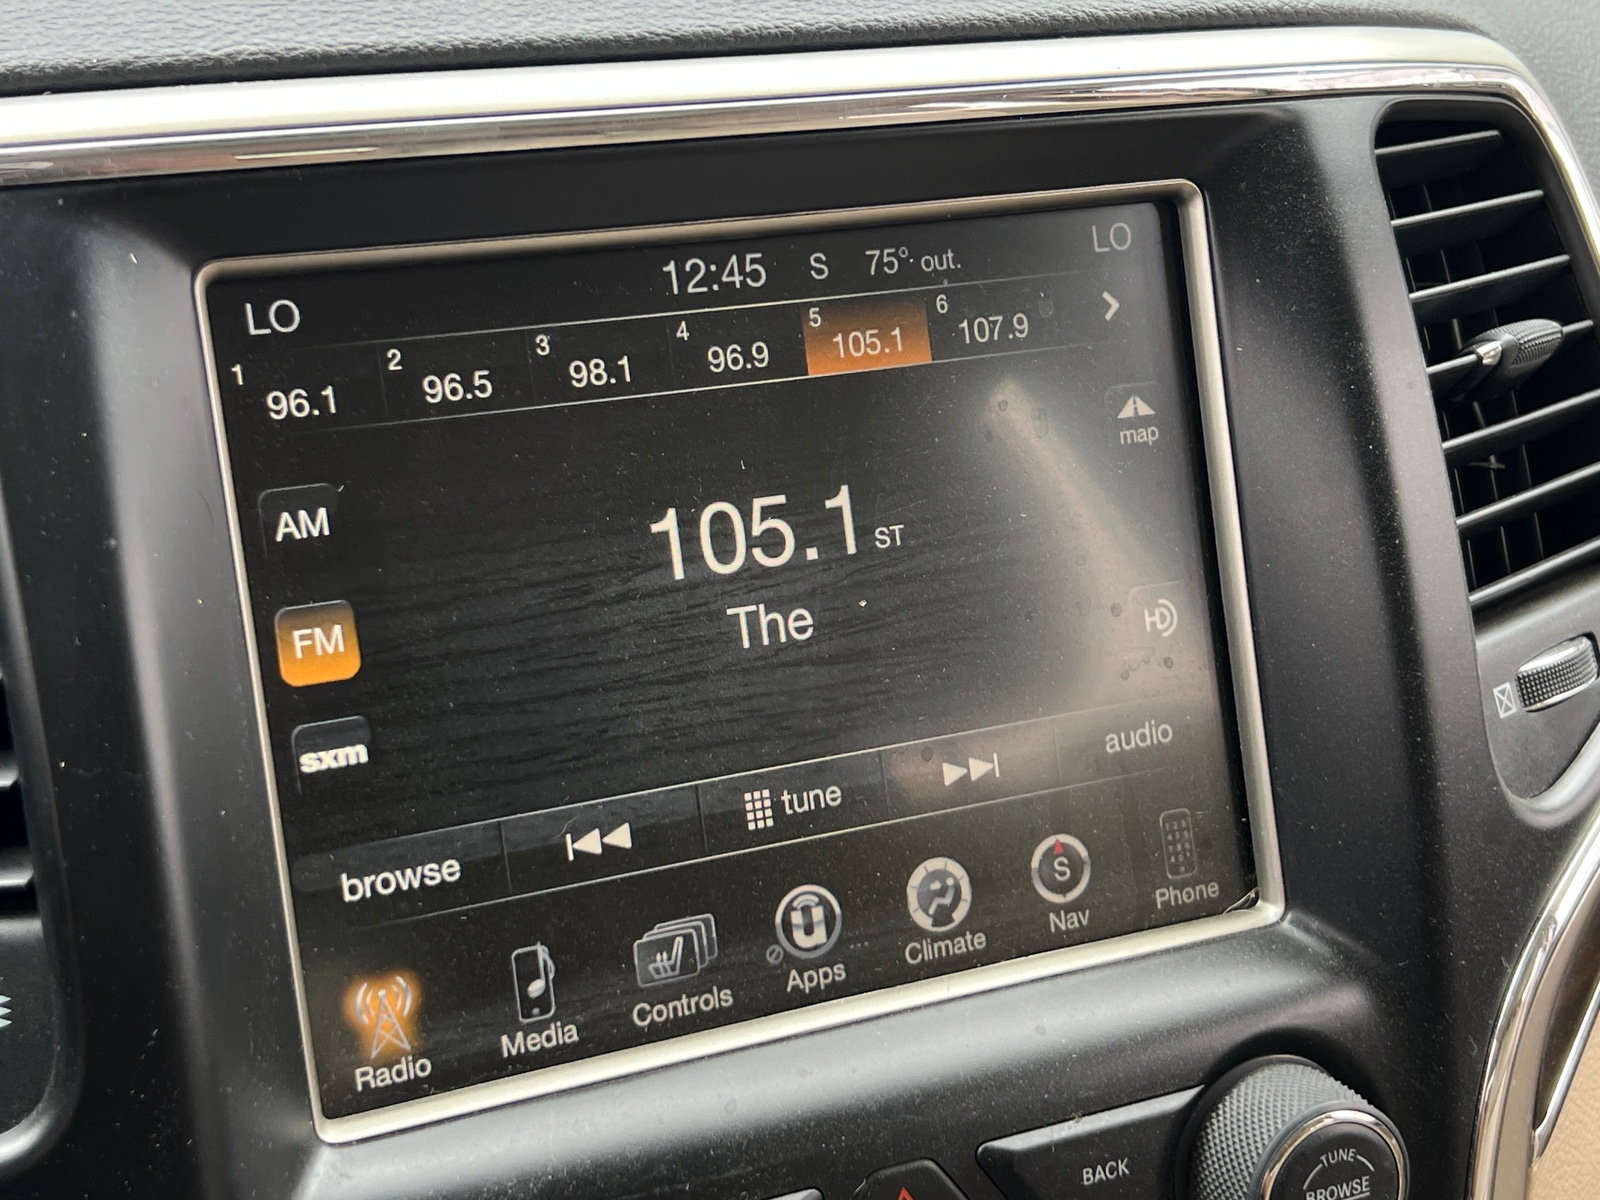 LO 12:45 S 75° out. LO
1 96.1 2 96.5 3 98.1 4 96.9 5 105.1 6 107.9
map
AM
105.1 ST
FM
The
HD
sxm
browse tune audio
Radio Media Controls Apps Climate Nav Phone
S
BACK
TUNE
BROWSE